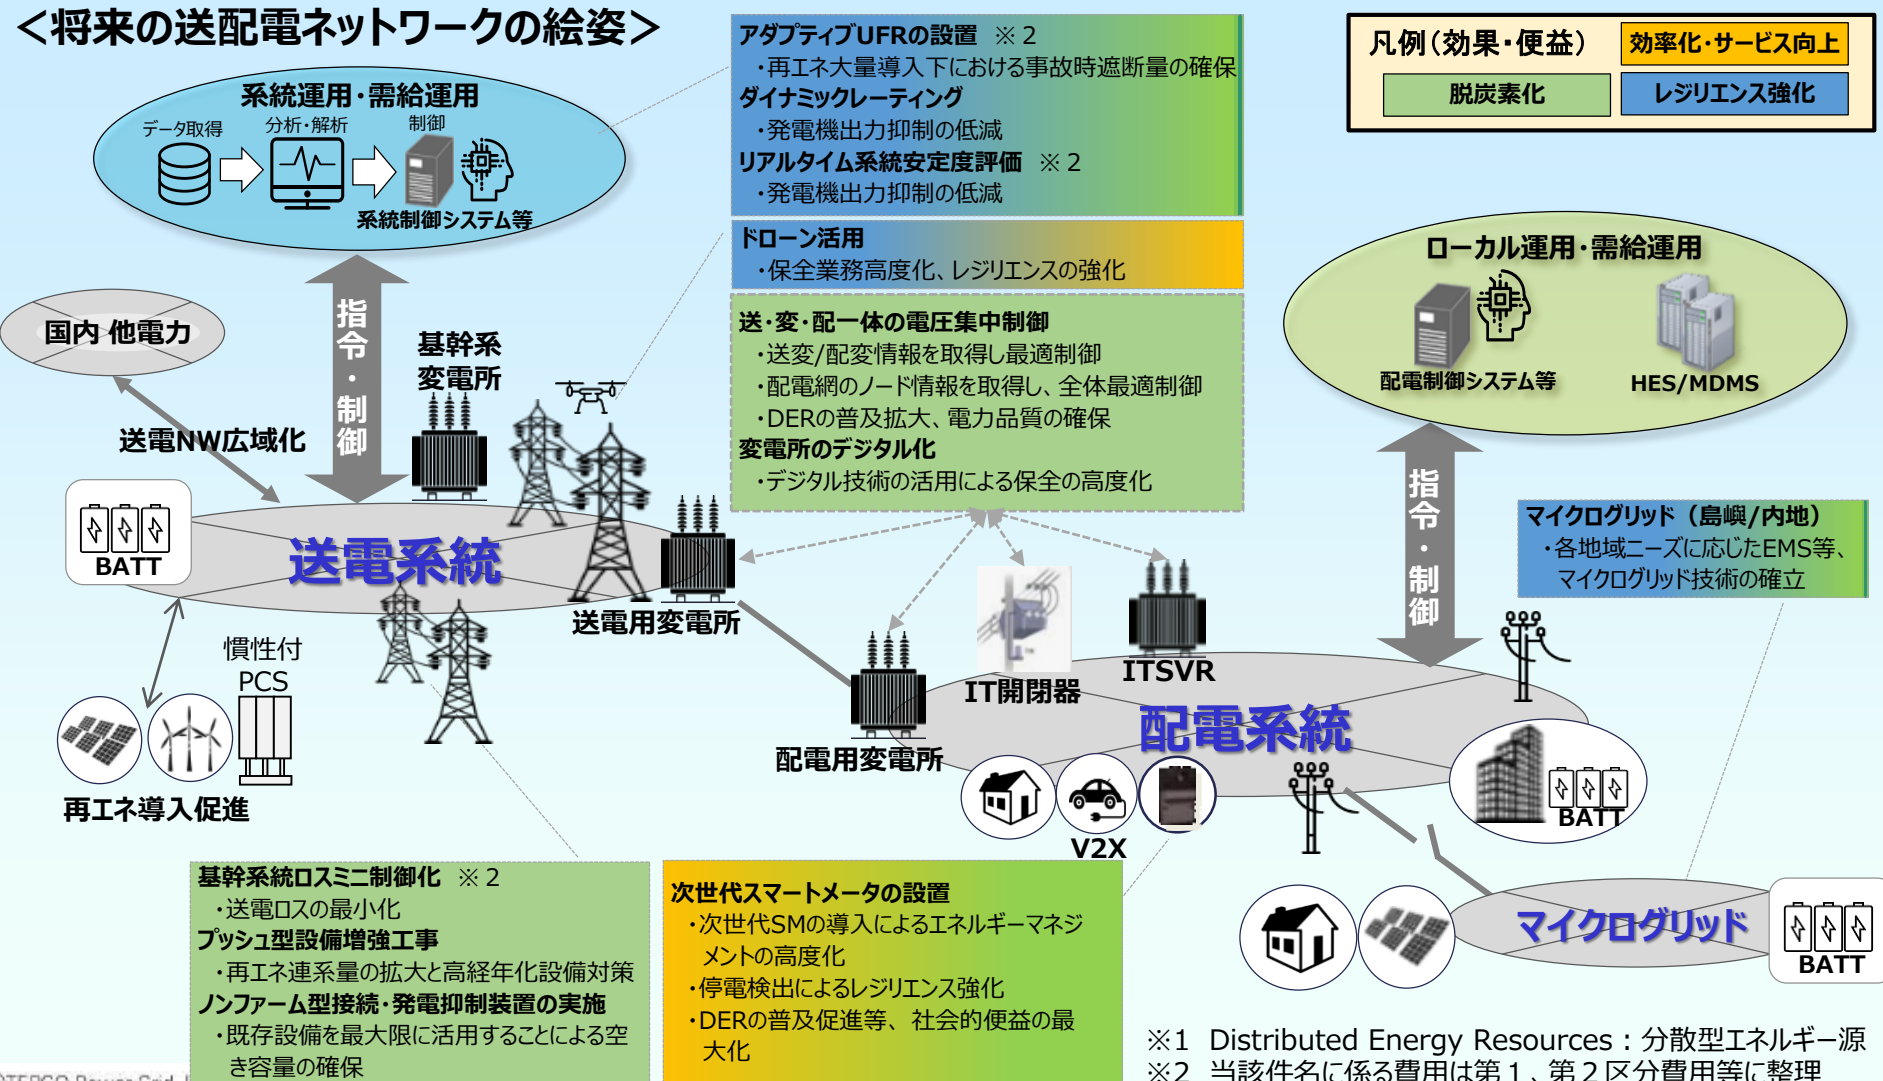 ＜将来の送配電ネットワークの絵姿＞
系統運用・需給運用
データ取得
分析・解析
制御
系統制御システム等
アダプティブUFRの設置 ※２
・再エネ大量導入下における事故時遮断量の確保
ダイナミックレーティング
・発電機出力抑制の低減
リアルタイム系統安定度評価 ※２
・発電機出力抑制の低減
ドローン活用
・保全業務高度化、レジリエンスの強化
送・変・配一体の電圧集中制御
・送変/配変情報を取得し最適制御
・配電網のノード情報を取得し、全体最適制御
・DERの普及拡大、電力品質の確保
変電所のデジタル化
・デジタル技術の活用による保全の高度化
凡例（効果・便益）
効率化・サービス向上
脱炭素化
レジリエンス強化
ローカル運用・需給運用
配電制御システム等
HES/MDMS
国内 他電力
指令・制御
基幹系
変電所
送電NW広域化
BATT
送電系統
送電用変電所
指令・制御
マイクログリッド（島嶼/内地）
・各地域ニーズに応じたEMS等、
マイクログリッド技術の確立
慣性付
PCS
再エネ導入促進
IT開閉器
ITSVR
配電用変電所
配電系統
V2X
BATT
マイクログリッド
BATT
基幹系統ロスミニ制御化 ※２
・送電ロスの最小化
プッシュ型設備増強工事
・再エネ連系量の拡大と高経年化設備対策
ノンファーム型接続・発電抑制装置の実施
・既存設備を最大限に活用することによる空
き容量の確保
次世代スマートメータの設置
・次世代SMの導入によるエネルギーマネジ
メントの高度化
・停電検出によるレジリエンス強化
・DERの普及促進等、社会的便益の最
大化
※1 Distributed Energy Resources：分散型エネルギー源
※2 当該件名に係る費用は第１、第２区分費用等に整理